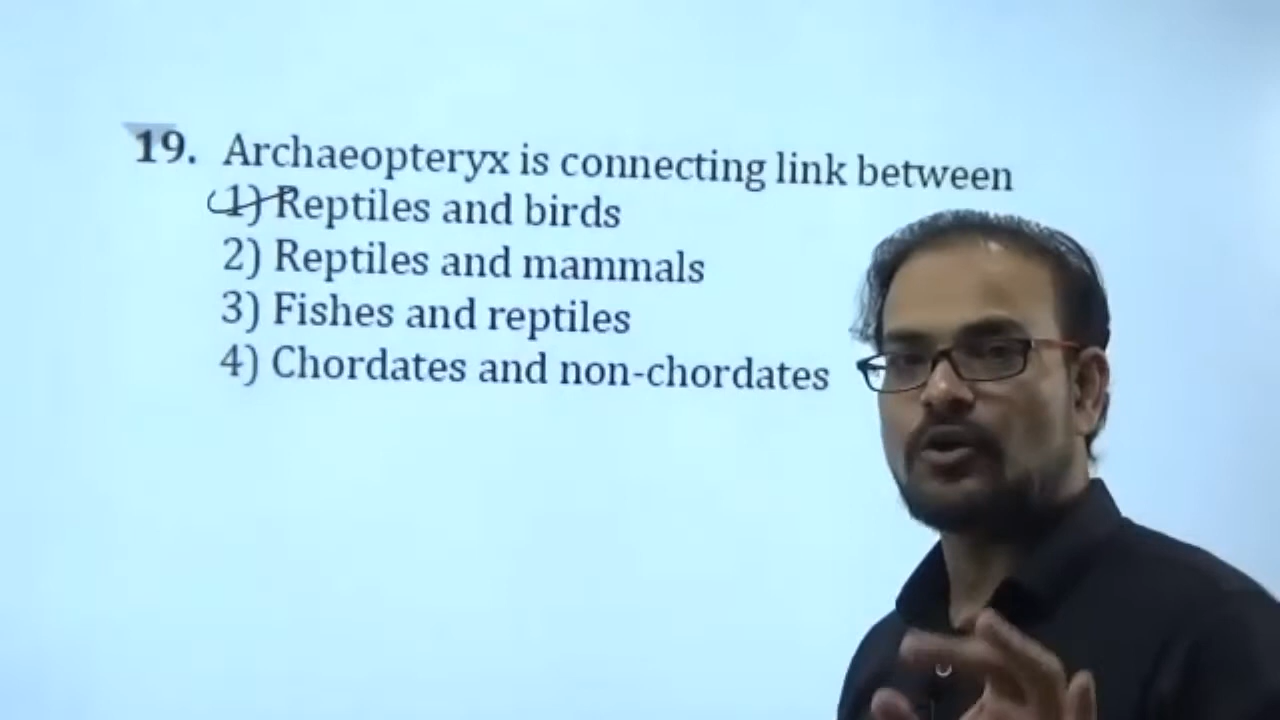 19. Archaeopteryx is connecting link between
1) Reptiles and birds
2) Reptiles and mammals
3) Fishes and reptiles
4) Chordates and non-chordates